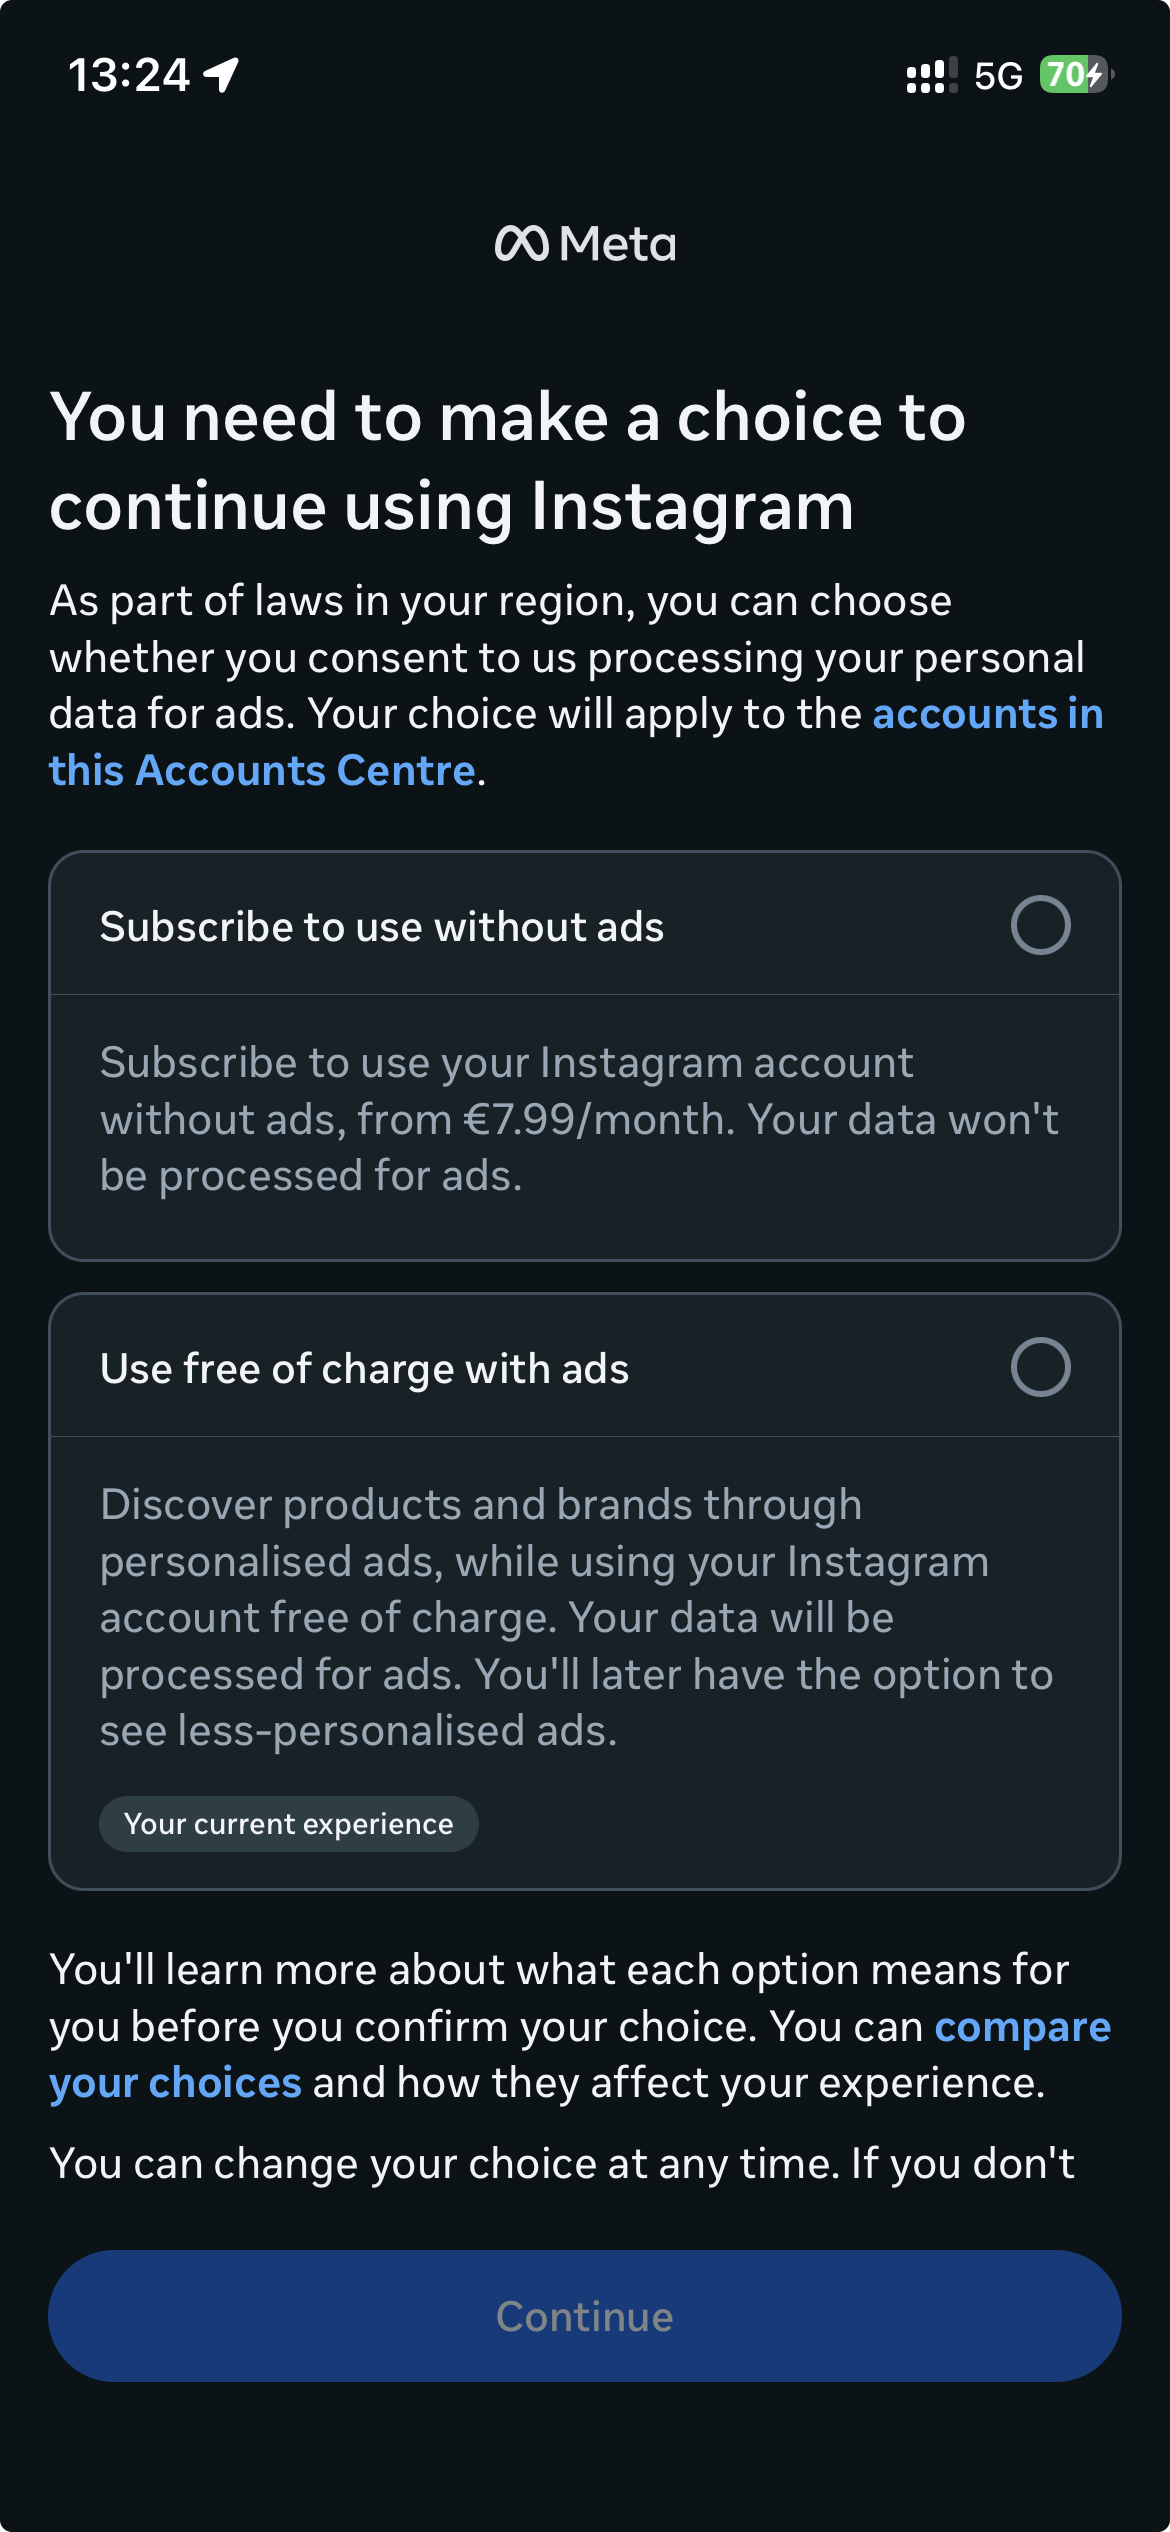 13:24
5G
70
Meta
You need to make a choice to
continue using Instagram
As part of laws in your region, you can choose
whether you consent to us processing your personal
data for ads. Your choice will apply to the accounts in
this Accounts Centre.
Subscribe to use without ads
Subscribe to use your Instagram account
without ads, from €7.99/month. Your data won't
be processed for ads.
Use free of charge with ads
Discover products and brands through
personalised ads, while using your Instagram
account free of charge. Your data will be
processed for ads. You'll later have the option to
see less-personalised ads.
Your current experience
You'll learn more about what each option means for
you before you confirm your choice. You can compare
your choices and how they affect your experience.
You can change your choice at any time. If you don't
Continue